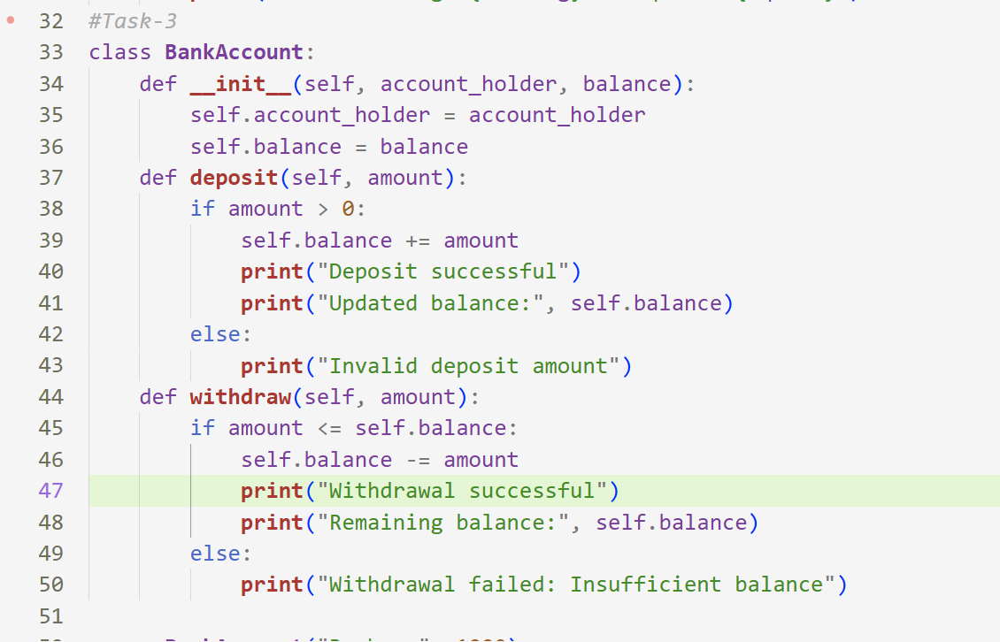 32 #Task-3
33 class BankAccount:
34     def __init__(self, account_holder, balance):
35         self.account_holder = account_holder
36         self.balance = balance
37     def deposit(self, amount):
38         if amount > 0:
39             self.balance += amount
40             print("Deposit successful")
41             print("Updated balance:", self.balance)
42         else:
43             print("Invalid deposit amount")
44     def withdraw(self, amount):
45         if amount <= self.balance:
46             self.balance -= amount
47             print("Withdrawal successful")
48             print("Remaining balance:", self.balance)
49         else:
50             print("Withdrawal failed: Insufficient balance")
51